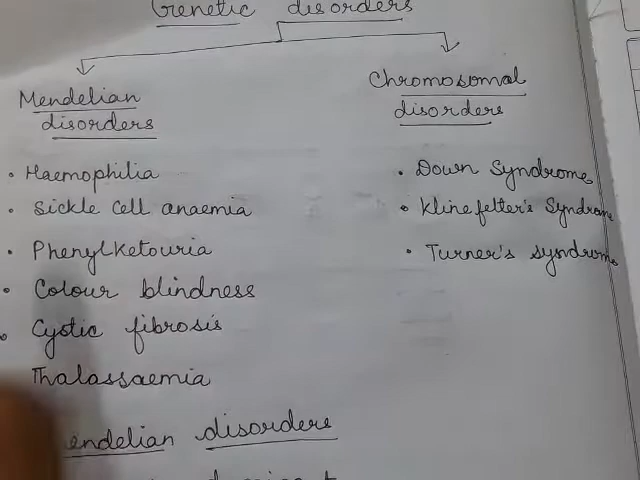 Genetic disorders
Mendelian disorders
Chromosomal disorders
• Haemophilia
• Sickle Cell anaemia
• Phenylketouria
• Colour blindness
• Cystic fibrosis
Thalassaemia
• Down Syndrome
• Klinefelter's Syndrome
• Turner's syndrome
Mendelian disorders